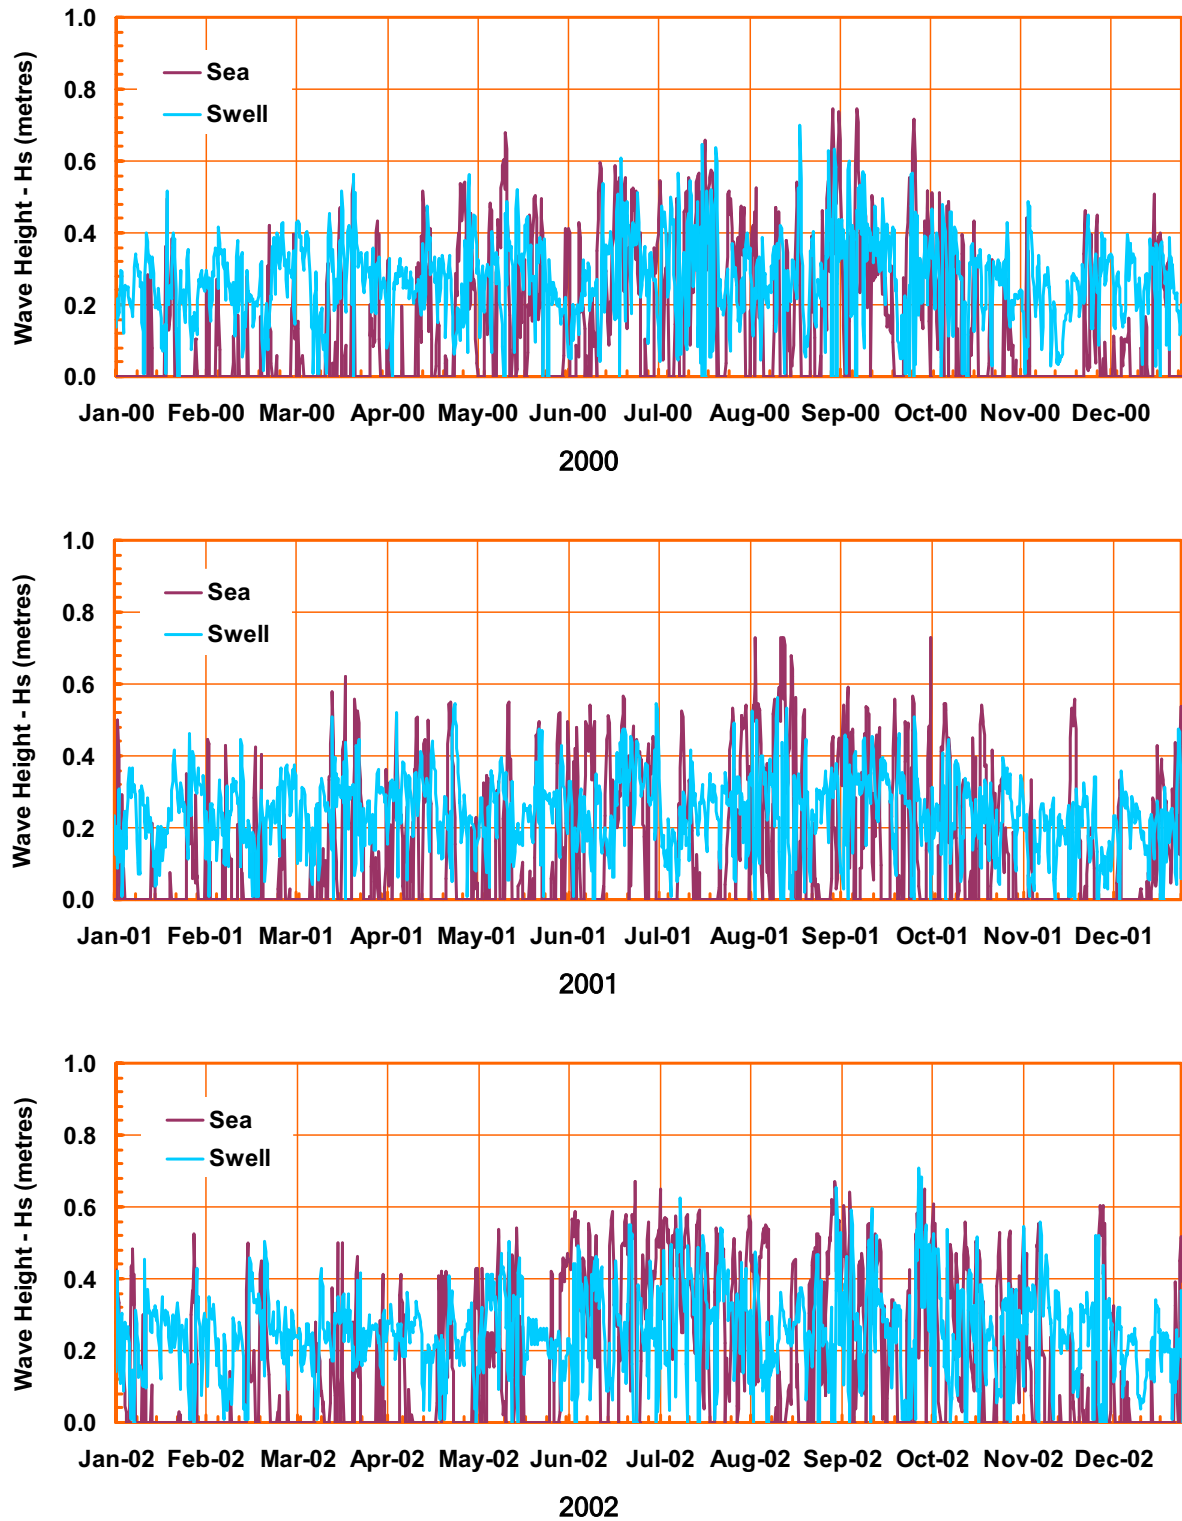 1.0
0.8
0.6
0.4
0.2
0.0
Wave Height - Hs (metres)
Sea
Swell
Jan-00 Feb-00 Mar-00 Apr-00 May-00 Jun-00 Jul-00 Aug-00 Sep-00 Oct-00 Nov-00 Dec-00
2000
1.0
0.8
0.6
0.4
0.2
0.0
Wave Height - Hs (metres)
Sea
Swell
Jan-01 Feb-01 Mar-01 Apr-01 May-01 Jun-01 Jul-01 Aug-01 Sep-01 Oct-01 Nov-01 Dec-01
2001
1.0
0.8
0.6
0.4
0.2
0.0
Wave Height - Hs (metres)
Sea
Swell
Jan-02 Feb-02 Mar-02 Apr-02 May-02 Jun-02 Jul-02 Aug-02 Sep-02 Oct-02 Nov-02 Dec-02
2002